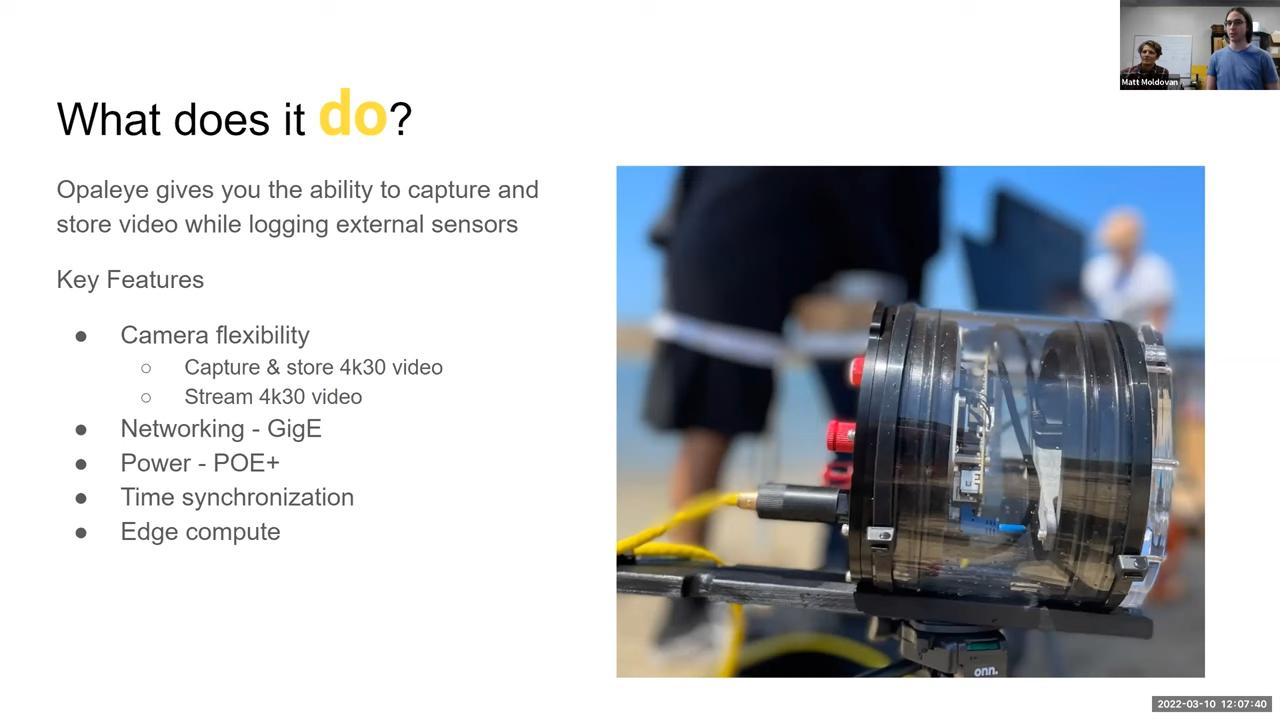 Matt Moldovan
What does it do?
Opaleye gives you the ability to capture and
store video while logging external sensors
Key Features
● Camera flexibility
○ Capture & store 4k30 video
○ Stream 4k30 video
● Networking - GigE
● Power - POE+
● Time synchronization
● Edge compute
onn.
2022-03-10 12:07:40